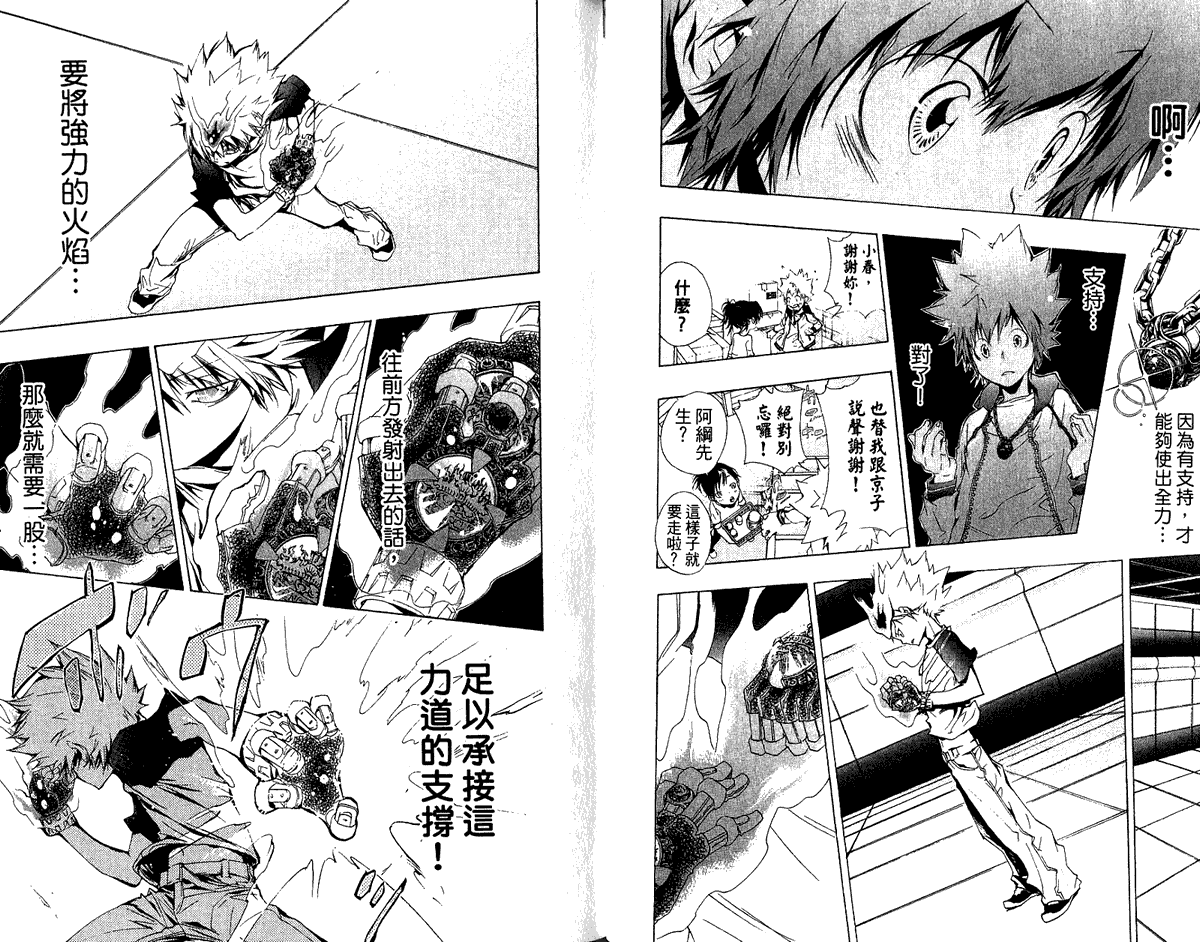 啊…
因為有支持，才
能夠使出全力…
支持…
對了！
小春，
謝謝妳！
什麼？
也替我跟京子
說聲謝謝！
絕對別
忘囉！
阿綱先
生？
這樣子就
要走啦？
要將強力的火焰…
往前方發射出去的話，
那麼就需要一股…
足以承接這
力道的支撐！